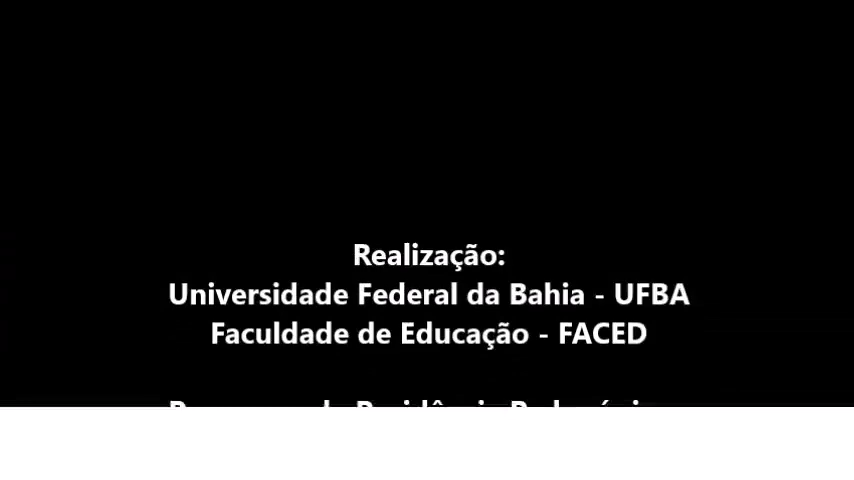 Realização:
Universidade Federal da Bahia - UFBA
Faculdade de Educação - FACED